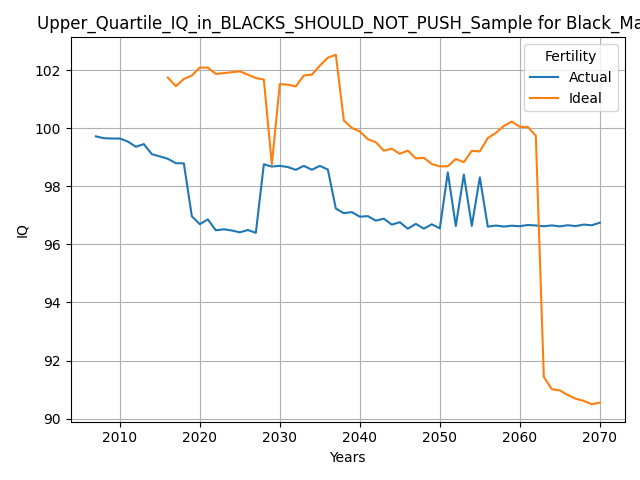 Upper_Quartile_IQ_in_BLACKS_SHOULD_NOT_PUSH_Sample for Black_Ma
Fertility
Actual
Ideal
IQ
102
100
98
96
94
92
90
2010 2020 2030 2040 2050 2060 2070
Years